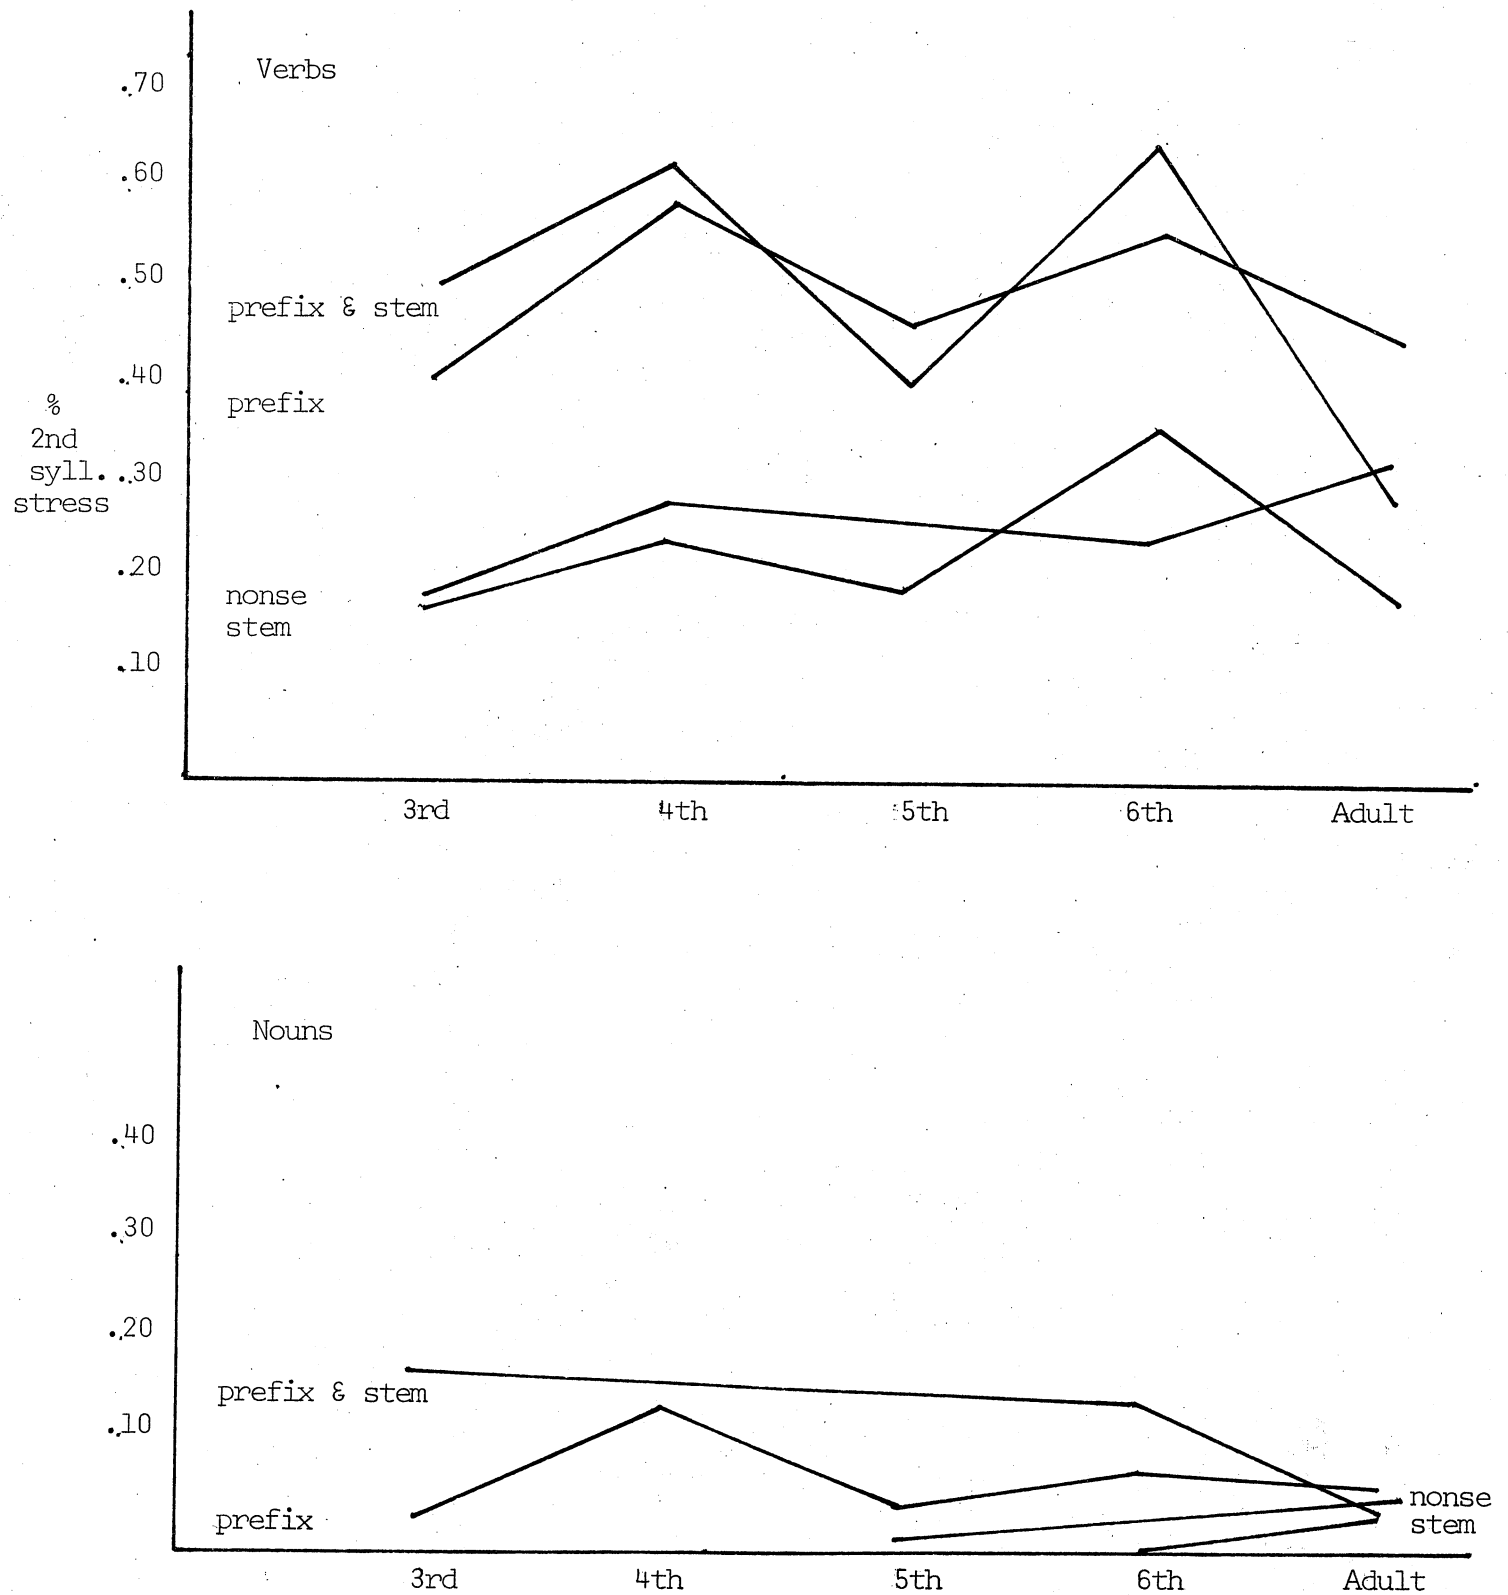 Verbs
.70
.60
.50
prefix & stem
.40
prefix
%
2nd
syll. .30
stress
.20
nonse
stem
.10
3rd 4th 5th 6th Adult
Nouns
.40
.30
.20
prefix & stem
.10
nonse
prefix
stem
3rd 4th 5th 6th Adult